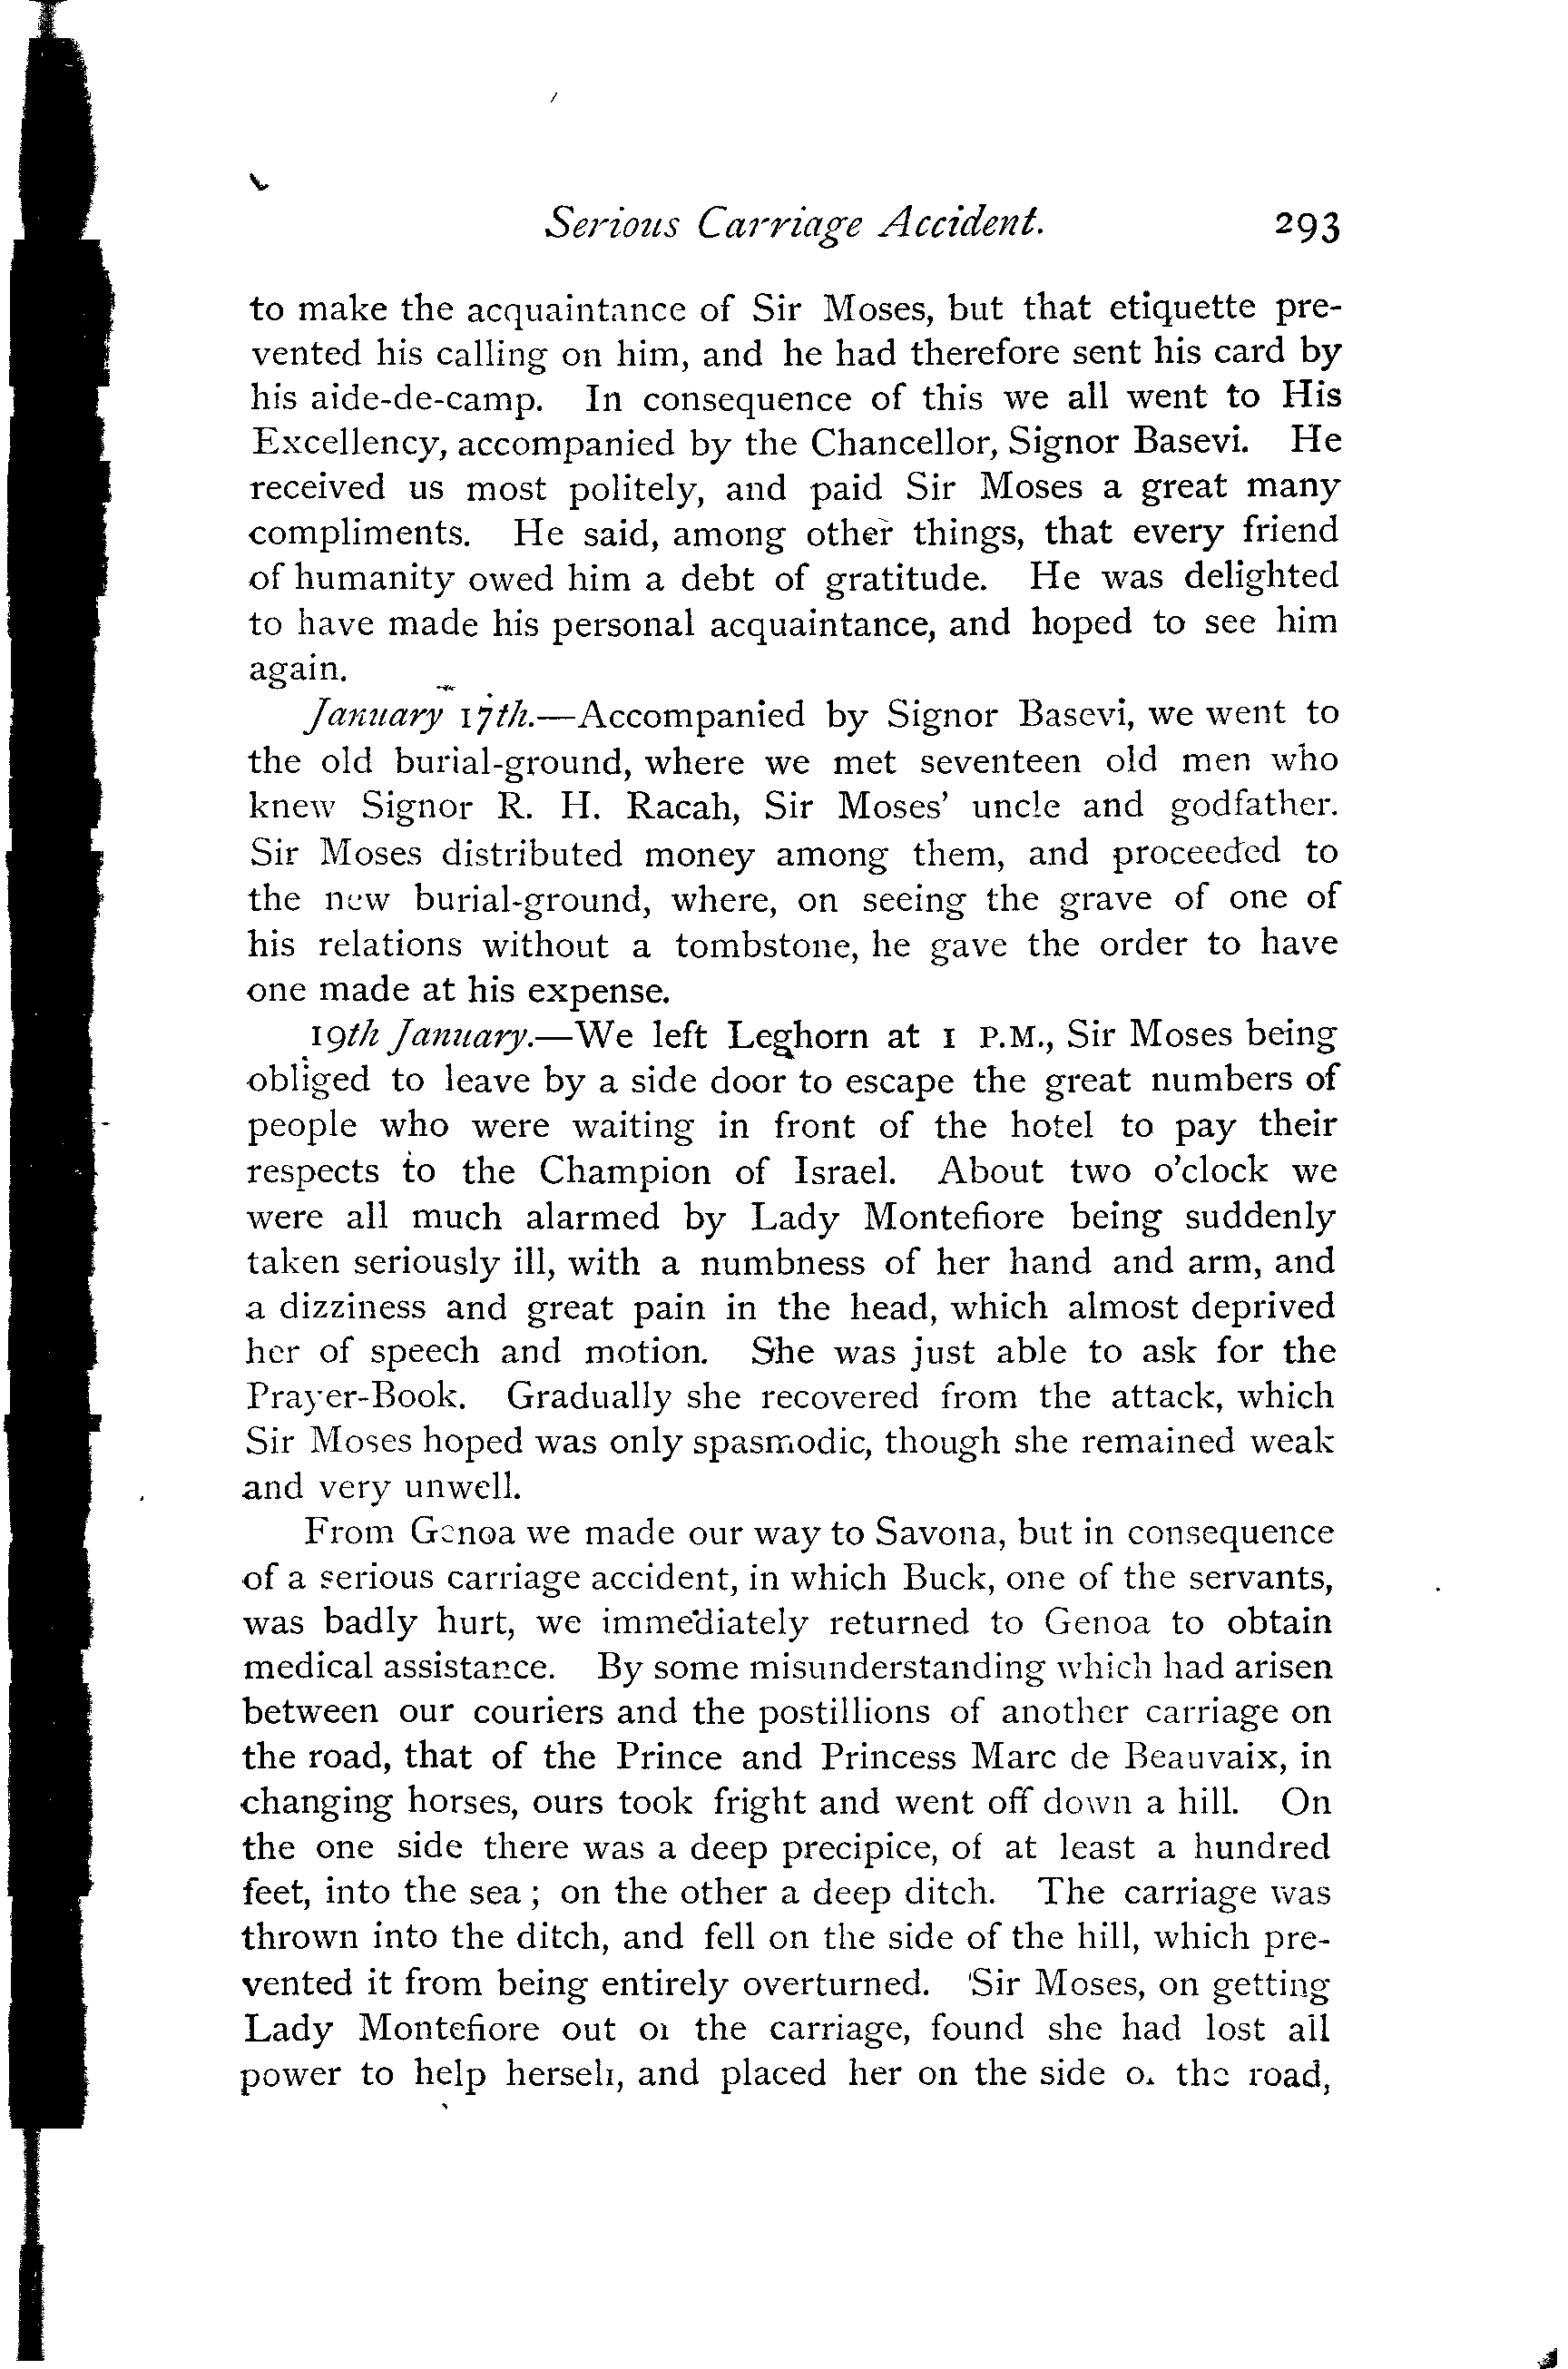 Serious Carriage Accident. 293
to make the acquaintance of Sir Moses, but that etiquette pre-
vented his calling on him, and he had therefore sent his card by
his aide-de-camp. In consequence of this we all went to His
Excellency, accompanied by the Chancellor, Signor Basevi. He
received us most politely, and paid Sir Moses a great many
compliments. He said, among other things, that every friend
of humanity owed him a debt of gratitude. He was delighted
to have made his personal acquaintance, and hoped to see him
again.
January 17th.—Accompanied by Signor Basevi, we went to
the old burial-ground, where we met seventeen old men who
knew Signor R. H. Racah, Sir Moses' uncle and godfather.
Sir Moses distributed money among them, and proceeded to
the new burial-ground, where, on seeing the grave of one of
his relations without a tombstone, he gave the order to have
one made at his expense.
19th January.—We left Leghorn at 1 P.M., Sir Moses being
obliged to leave by a side door to escape the great numbers of
people who were waiting in front of the hotel to pay their
respects to the Champion of Israel. About two o'clock we
were all much alarmed by Lady Montefiore being suddenly
taken seriously ill, with a numbness of her hand and arm, and
a dizziness and great pain in the head, which almost deprived
her of speech and motion. She was just able to ask for the
Prayer-Book. Gradually she recovered from the attack, which
Sir Moses hoped was only spasmodic, though she remained weak
and very unwell.
From Genoa we made our way to Savona, but in consequence
of a serious carriage accident, in which Buck, one of the servants,
was badly hurt, we immediately returned to Genoa to obtain
medical assistance. By some misunderstanding which had arisen
between our couriers and the postillions of another carriage on
the road, that of the Prince and Princess Marc de Beauvaix, in
changing horses, ours took fright and went off down a hill. On
the one side there was a deep precipice, of at least a hundred
feet, into the sea; on the other a deep ditch. The carriage was
thrown into the ditch, and fell on the side of the hill, which pre-
vented it from being entirely overturned. Sir Moses, on getting
Lady Montefiore out of the carriage, found she had lost all
power to help herself, and placed her on the side of the road,